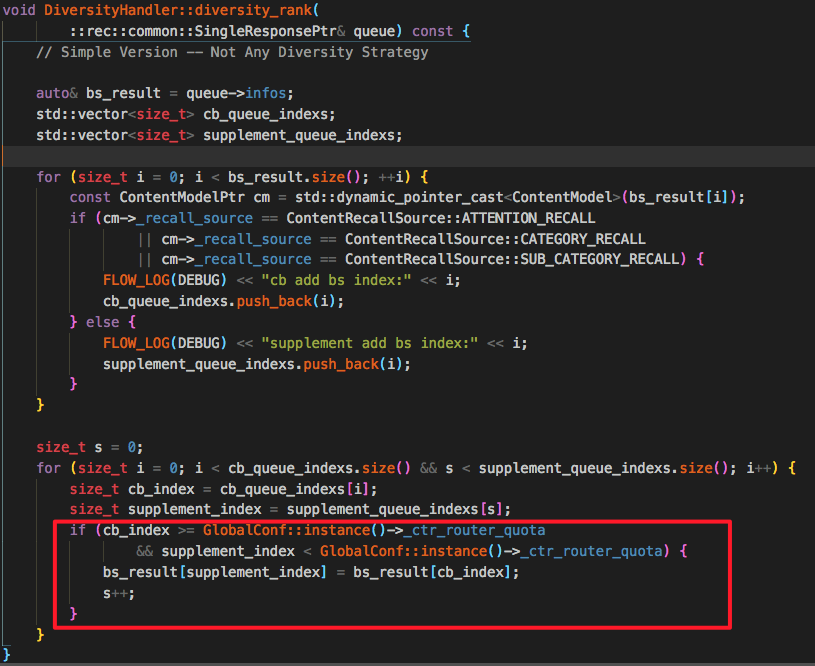 void DiversityHandler::diversity_rank(
        ::rec::common::SingleResponsePtr& queue) const {
    // Simple Version -- Not Any Diversity Strategy

    auto& bs_result = queue->infos;
    std::vector<size_t> cb_queue_indexs;
    std::vector<size_t> supplement_queue_indexs;

    for (size_t i = 0; i < bs_result.size(); ++i) {
        const ContentModelPtr cm = std::dynamic_pointer_cast<ContentModel>(bs_result[i]);
        if (cm->_recall_source == ContentRecallSource::ATTENTION_RECALL
                || cm->_recall_source == ContentRecallSource::CATEGORY_RECALL
                || cm->_recall_source == ContentRecallSource::SUB_CATEGORY_RECALL) {
            FLOW_LOG(DEBUG) << "cb add bs index:" << i;
            cb_queue_indexs.push_back(i);
        } else {
            FLOW_LOG(DEBUG) << "supplement add bs index:" << i;
            supplement_queue_indexs.push_back(i);
        }
    }

    size_t s = 0;
    for (size_t i = 0; i < cb_queue_indexs.size() && s < supplement_queue_indexs.size(); i++) {
        size_t cb_index = cb_queue_indexs[i];
        size_t supplement_index = supplement_queue_indexs[s];
        if (cb_index >= GlobalConf::instance()->_ctr_router_quota
                && supplement_index < GlobalConf::instance()->_ctr_router_quota) {
            bs_result[supplement_index] = bs_result[cb_index];
            s++;
        }
    }
}